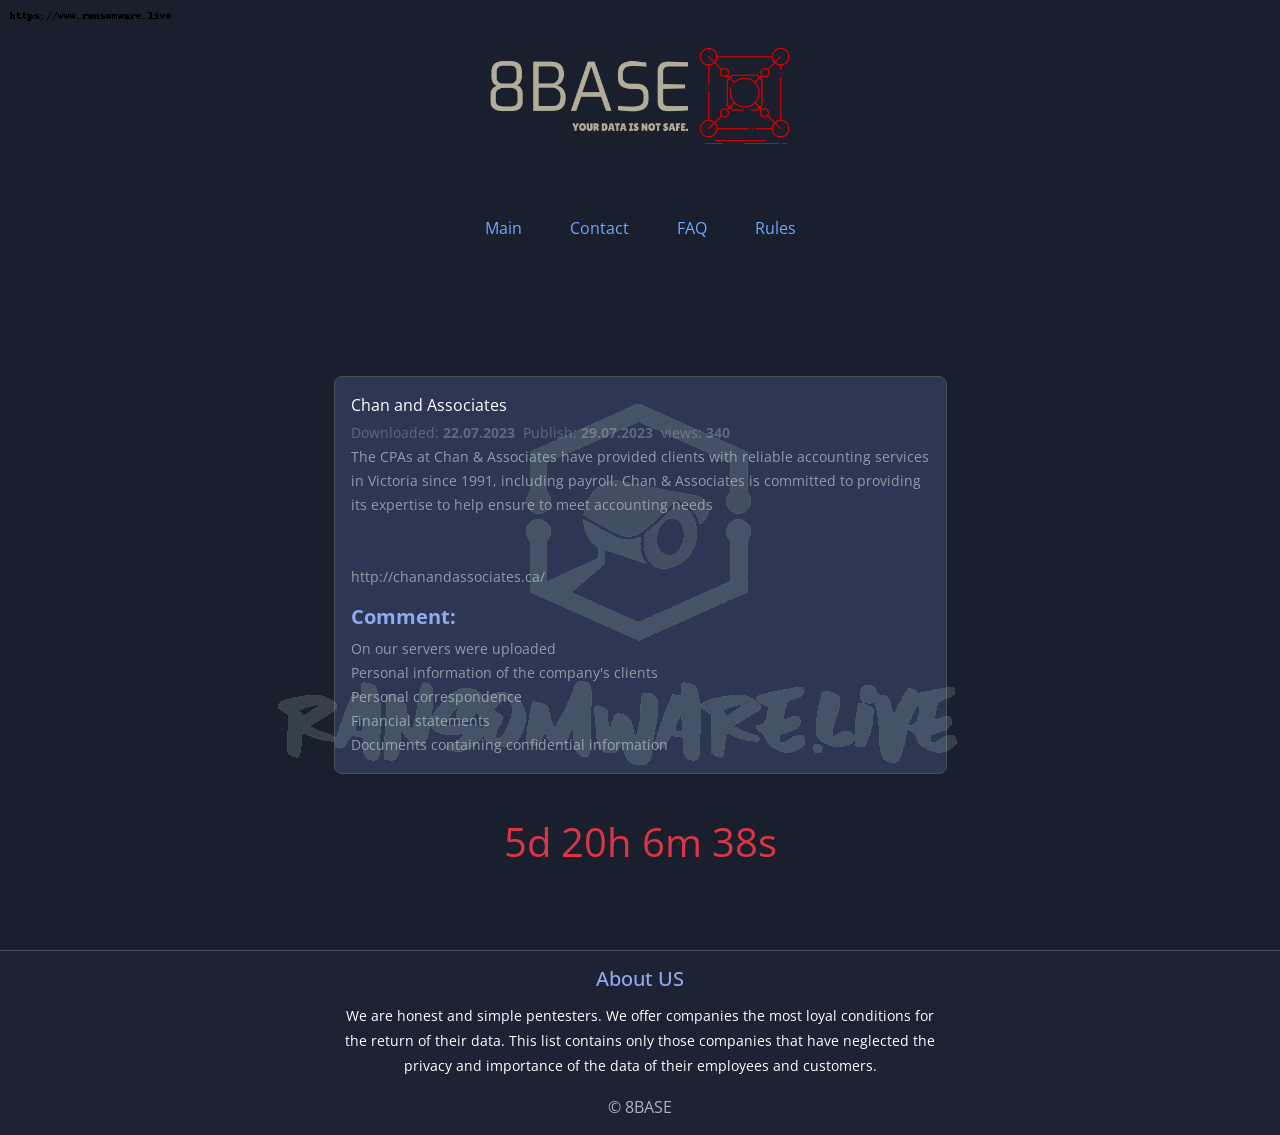 https://www.ransomware.live
8BASE
YOUR DATA IS NOT SAFE.
Main Contact FAQ Rules
Chan and Associates
Downloaded: 22.07.2023 Publish: 29.07.2023 views: 340
The CPAs at Chan & Associates have provided clients with reliable accounting services
in Victoria since 1991, including payroll. Chan & Associates is committed to providing
its expertise to help ensure to meet accounting needs
http://chanandassociates.ca/
Comment:
On our servers were uploaded
Personal information of the company's clients
Personal correspondence
Financial statements
Documents containing confidential information
RANSOMWARE.LIVE
5d 20h 6m 38s
About US
We are honest and simple pentesters. We offer companies the most loyal conditions for
the return of their data. This list contains only those companies that have neglected the
privacy and importance of the data of their employees and customers.
© 8BASE